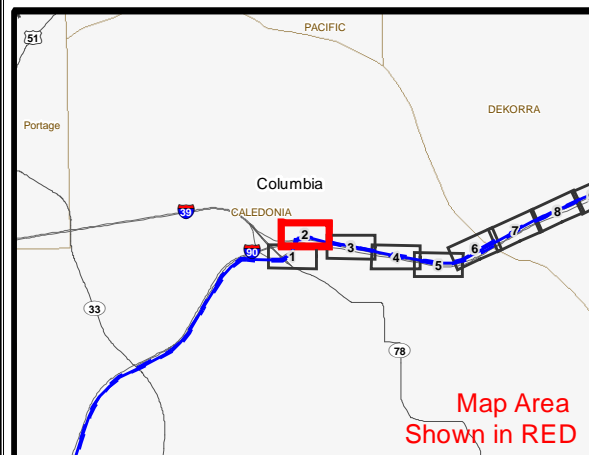 PACIFIC
51
DEKORRA
Portage
Columbia
39
CALEDONIA
2
8
7
3
6
90
1
4
5
33
78
Map Area
Shown in RED